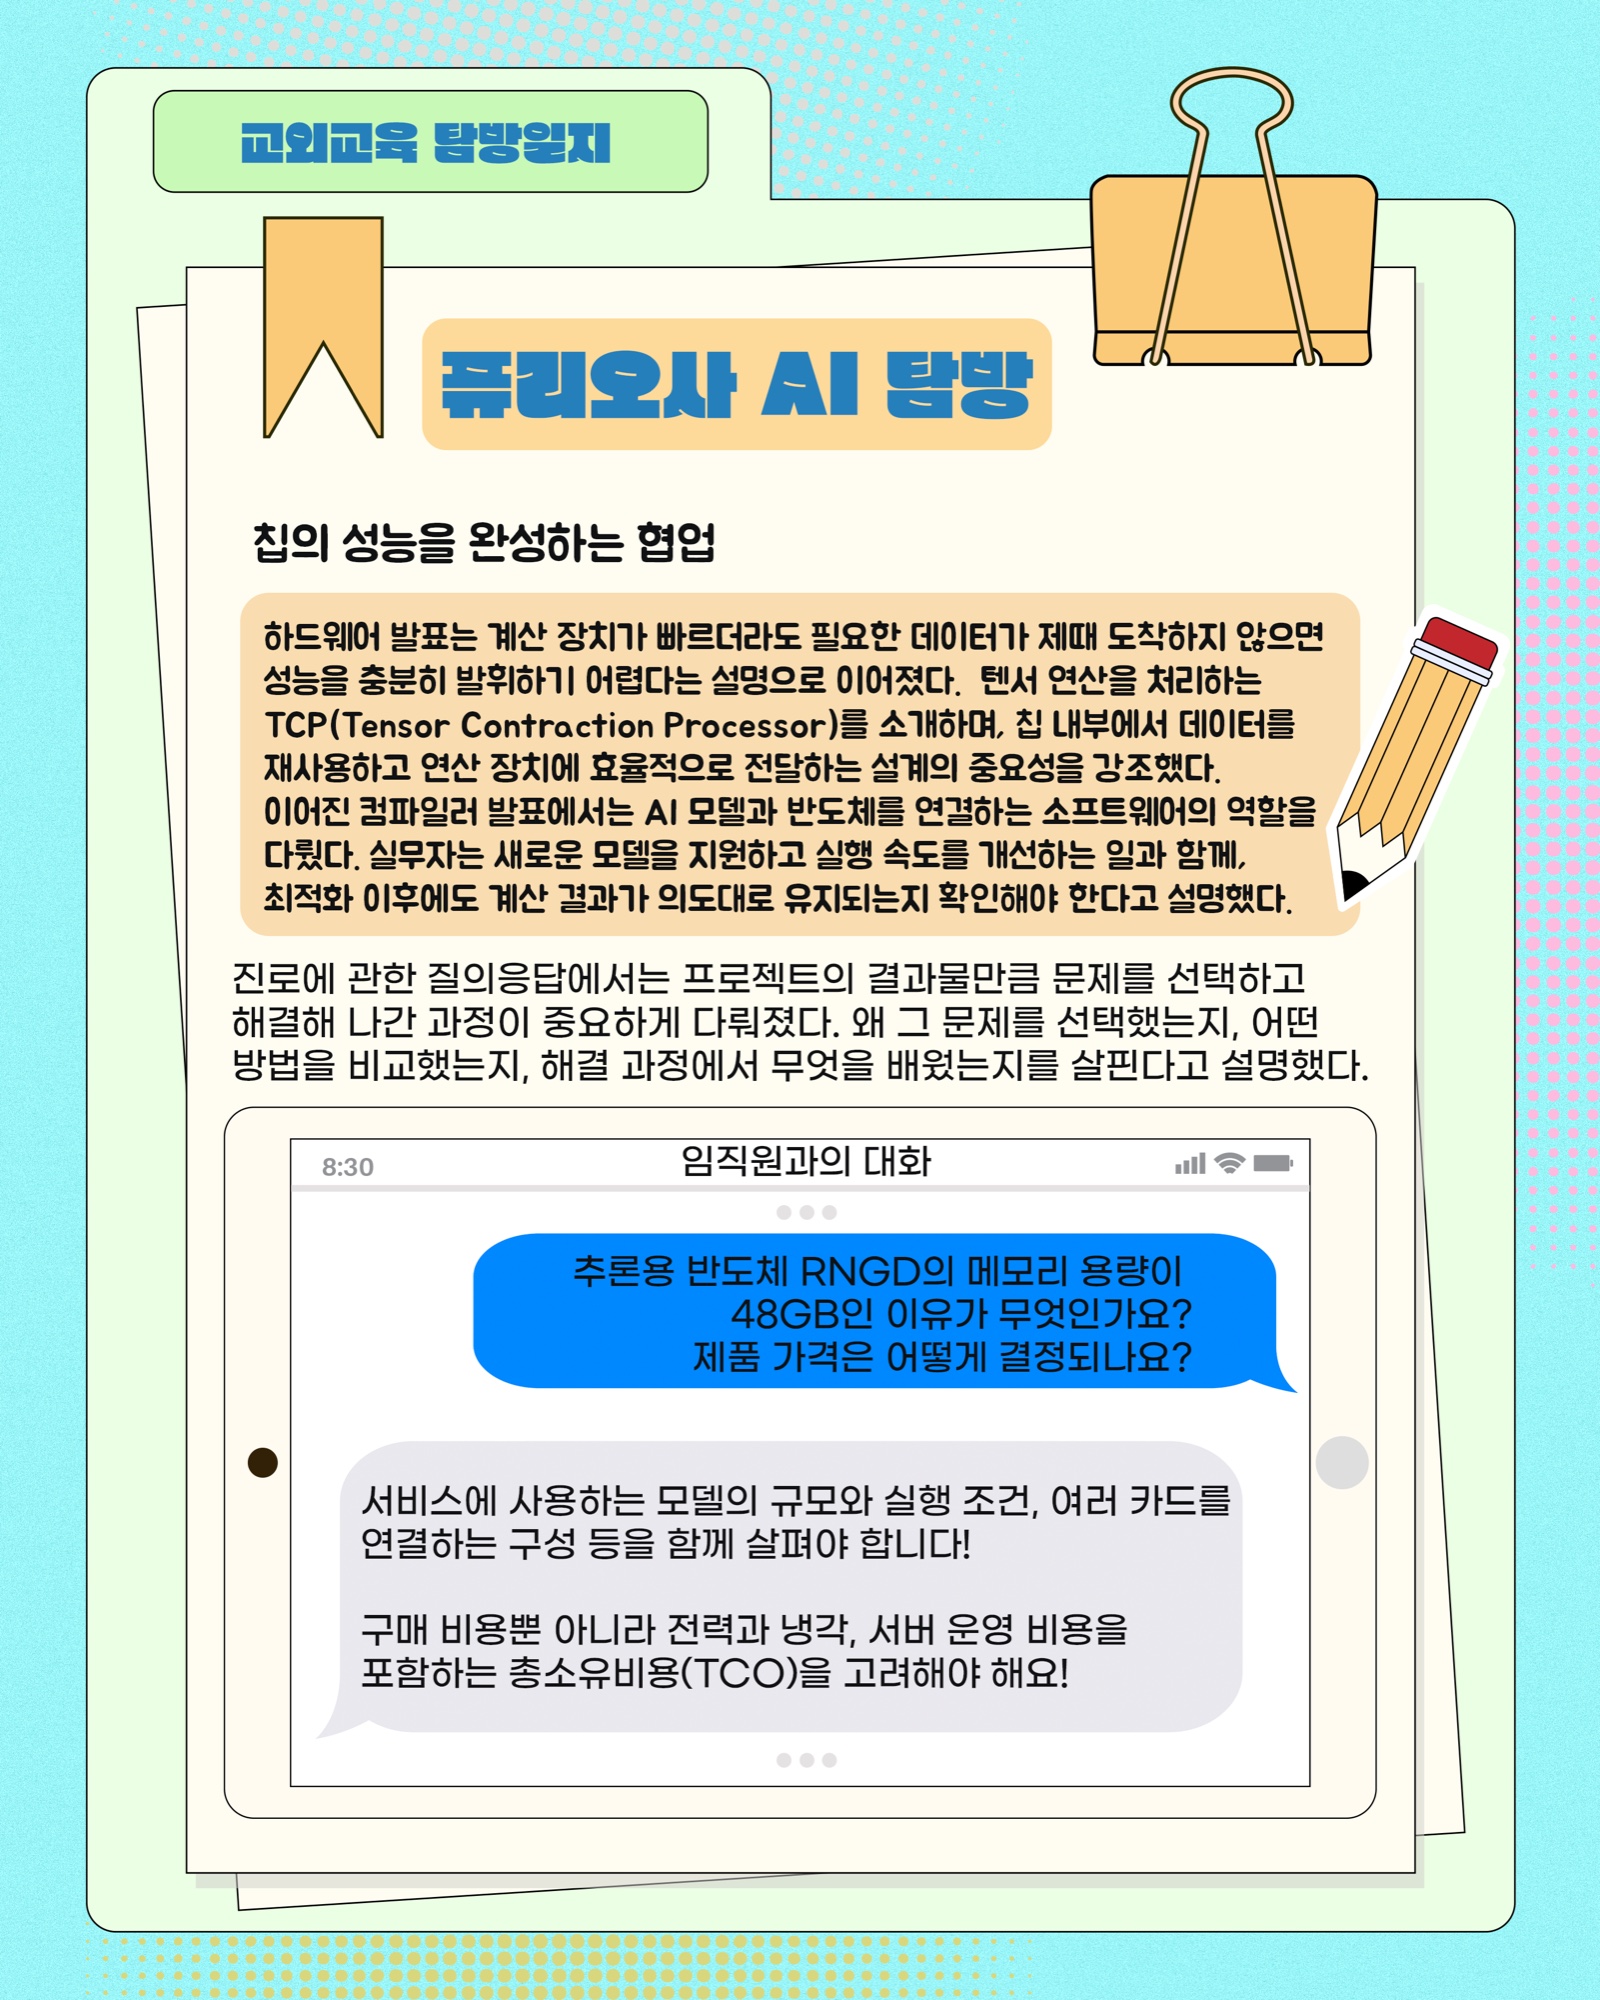 교외교육 탐방일지
퓨리오사 AI 탐방
칩의 성능을 완성하는 협업
하드웨어 발표는 계산 장치가 빠르더라도 필요한 데이터가 제때 도착하지 않으면
성능을 충분히 발휘하기 어렵다는 설명으로 이어졌다. 텐서 연산을 처리하는
TCP(Tensor Contraction Processor)를 소개하며, 칩 내부에서 데이터를
재사용하고 연산 장치에 효율적으로 전달하는 설계의 중요성을 강조했다.
이어진 컴파일러 발표에서는 AI 모델과 반도체를 연결하는 소프트웨어의 역할을
다뤘다. 실무자는 새로운 모델을 지원하고 실행 속도를 개선하는 일과 함께,
최적화 이후에도 계산 결과가 의도대로 유지되는지 확인해야 한다고 설명했다.
진로에 관한 질의응답에서는 프로젝트의 결과물만큼 문제를 선택하고
해결해 나간 과정이 중요하게 다뤄졌다. 왜 그 문제를 선택했는지, 어떤
방법을 비교했는지, 해결 과정에서 무엇을 배웠는지를 살핀다고 설명했다.
8:30
임직원과의 대화
추론용 반도체 RNGD의 메모리 용량이
48GB인 이유가 무엇인가요?
제품 가격은 어떻게 결정되나요?
서비스에 사용하는 모델의 규모와 실행 조건, 여러 카드를
연결하는 구성 등을 함께 살펴야 합니다!
구매 비용뿐 아니라 전력과 냉각, 서버 운영 비용을
포함하는 총소유비용(TCO)을 고려해야 해요!